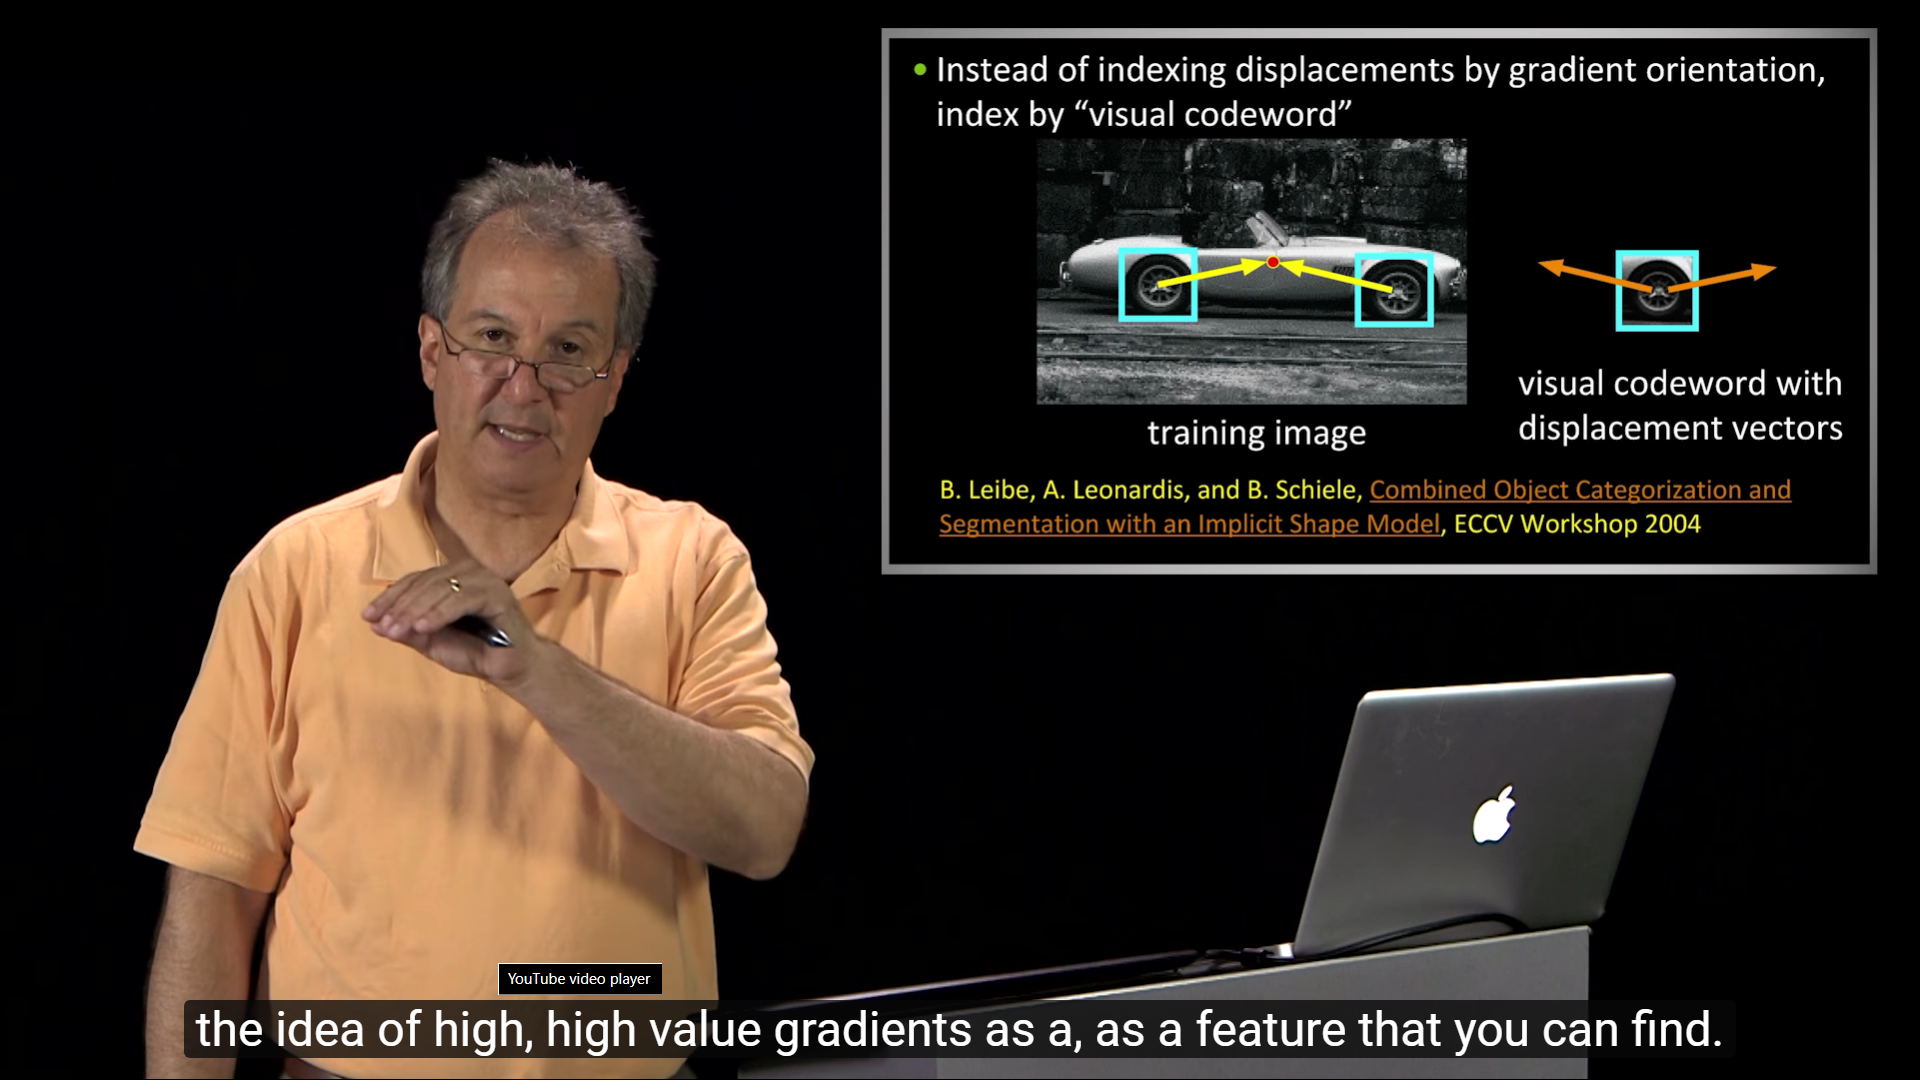 • Instead of indexing displacements by gradient orientation,
index by “visual codeword”
training image
visual codeword with
displacement vectors
B. Leibe, A. Leonardis, and B. Schiele, Combined Object Categorization and
Segmentation with an Implicit Shape Model, ECCV Workshop 2004
YouTube video player
the idea of high, high value gradients as a, as a feature that you can find.